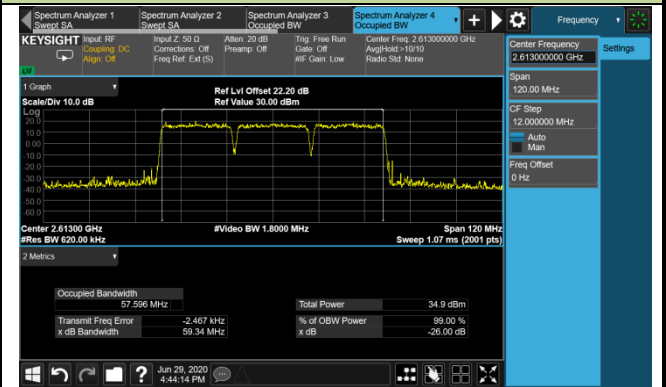 Spectrum Analyzer 1
Swept SA
Spectrum Analyzer 2
Swept SA
Spectrum Analyzer 3
Occupied BW
Spectrum Analyzer 4
Occupied BW
Frequency
KEYSIGHT
Input: RF
Coupling: DC
Align: Off
Input Z: 50 Ω
Corrections: Off
Freq Ref: Ext (S)
Atten: 20 dB
Preamp: Off
Trig: Free Run
Gate: Off
#IF Gain: Low
Center Freq: 2.613000000 GHz
Avg|Hold:>10/10
Radio Std: None
LV
Center Frequency
2.613000000 GHz
Settings
Span
120.00 MHz
CF Step
12.000000 MHz
Auto
Man
Freq Offset
0 Hz
1 Graph
Scale/Div 10.0 dB
Ref Lvl Offset 22.20 dB
Ref Value 30.00 dBm
Log
20.0
10.0
0.00
-10.0
-20.0
-30.0
-40.0
-50.0
-60.0
Center 2.61300 GHz
#Res BW 620.00 kHz
#Video BW 1.8000 MHz
Span 120 MHz
Sweep 1.07 ms (2001 pts)
2 Metrics
Occupied Bandwidth
57.596 MHz
Total Power
34.9 dBm
Transmit Freq Error
-2.467 kHz
% of OBW Power
99.00 %
x dB Bandwidth
59.34 MHz
x dB
-26.00 dB
Jun 29, 2020
4:44:14 PM